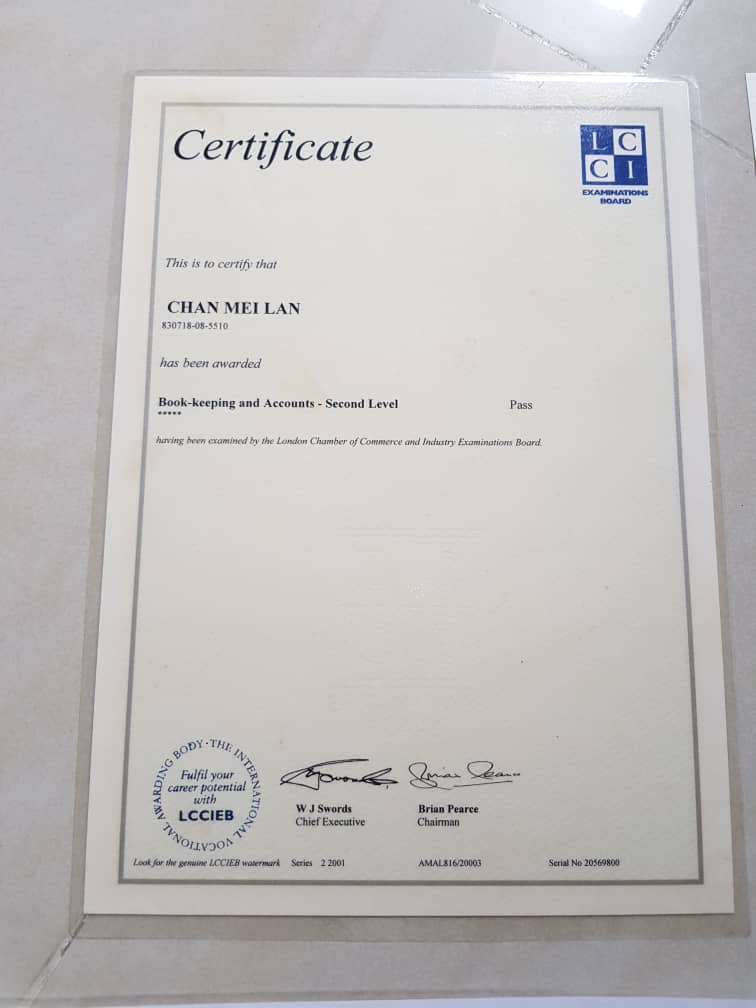 Certificate
L C
C I
EXAMINATIONS
BOARD
This is to certify that
CHAN MEI LAN
830718-08-5510
has been awarded
Book-keeping and Accounts - Second Level Pass
*****
having been examined by the London Chamber of Commerce and Industry Examinations Board.
AWARDING BODY · THE INTERNATIONAL VOCATIONAL
Fulfil your
career potential
with
LCCIEB
W J Swords Brian Pearce
Chief Executive Chairman
Look for the genuine LCCIEB watermark Series 2 2001 AMAL816/20003 Serial No 20569800